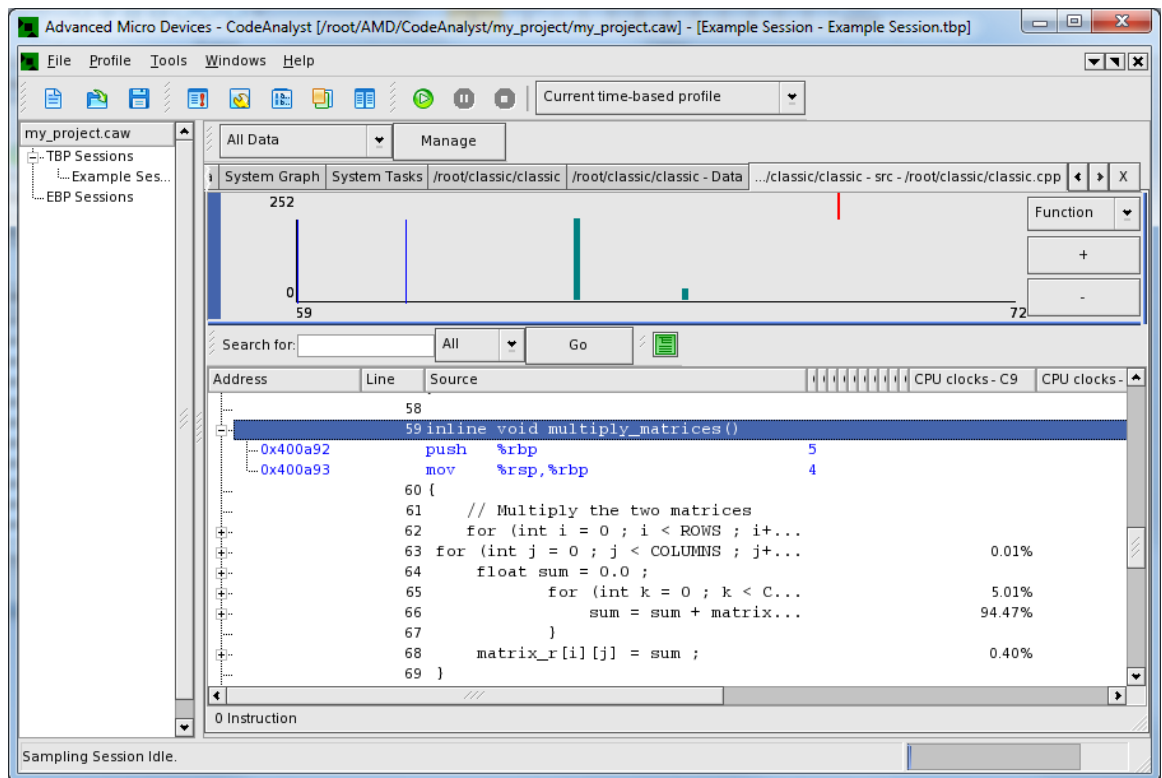 Advanced Micro Devices - CodeAnalyst [/root/AMD/CodeAnalyst/my_project/my_project.caw] - [Example Session - Example Session.tbp]
File Profile Tools Windows Help
Current time-based profile
my_project.caw
TBP Sessions
Example Ses...
EBP Sessions
All Data Manage
System Graph System Tasks /root/classic/classic /root/classic/classic - Data .../classic/classic - src - /root/classic/classic.cpp X
252
0
59 72
Function
+
-
Search for: All Go
Address Line Source CPU clocks - C9 CPU clocks -
58
59 inline void multiply_matrices()
0x400a92 push %rbp 5
0x400a93 mov %rsp,%rbp 4
60 {
61 // Multiply the two matrices
62 for (int i = 0 ; i < ROWS ; i+...
63 for (int j = 0 ; j < COLUMNS ; j+... 0.01%
64 float sum = 0.0 ;
65 for (int k = 0 ; k < C... 5.01%
66 sum = sum + matrix... 94.47%
67 }
68 matrix_r[i][j] = sum ; 0.40%
69 }
0 Instruction
Sampling Session Idle.